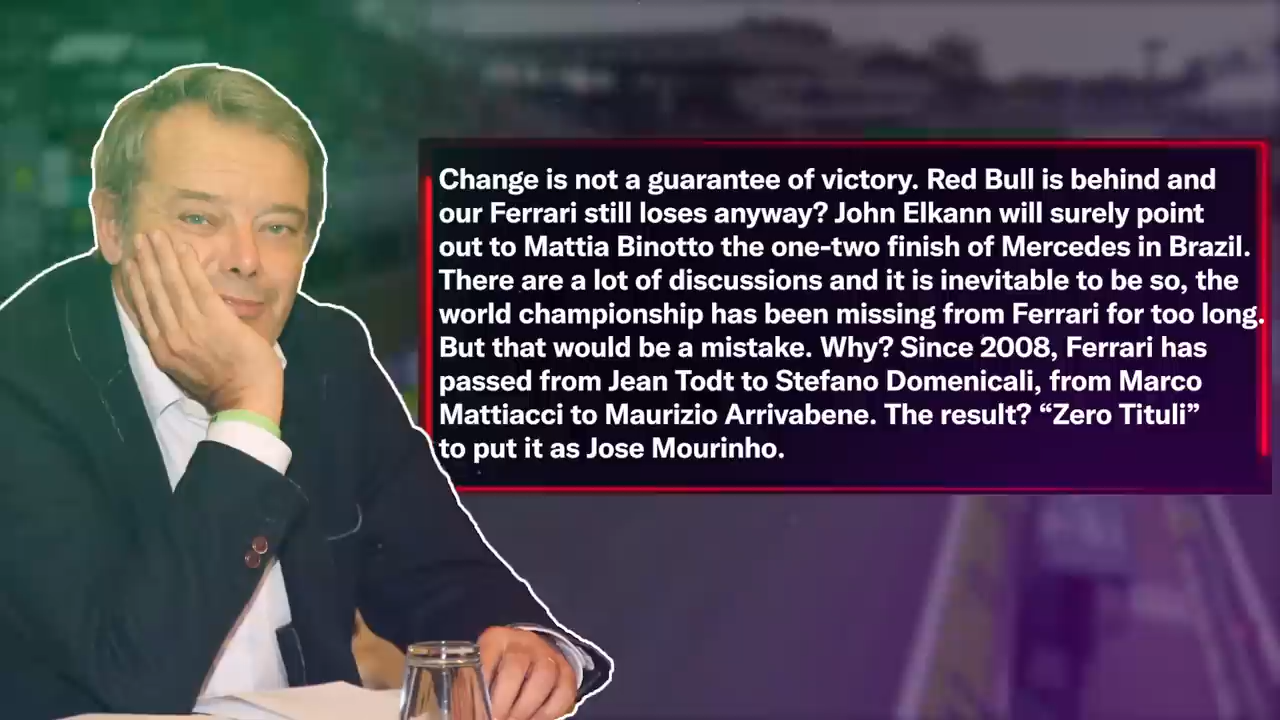 Change is not a guarantee of victory. Red Bull is behind and
our Ferrari still loses anyway? John Elkann will surely point
out to Mattia Binotto the one-two finish of Mercedes in Brazil.
There are a lot of discussions and it is inevitable to be so, the
world championship has been missing from Ferrari for too long.
But that would be a mistake. Why? Since 2008, Ferrari has
passed from Jean Todt to Stefano Domenicali, from Marco
Mattiacci to Maurizio Arrivabene. The result? “Zero Tituli”
to put it as Jose Mourinho.